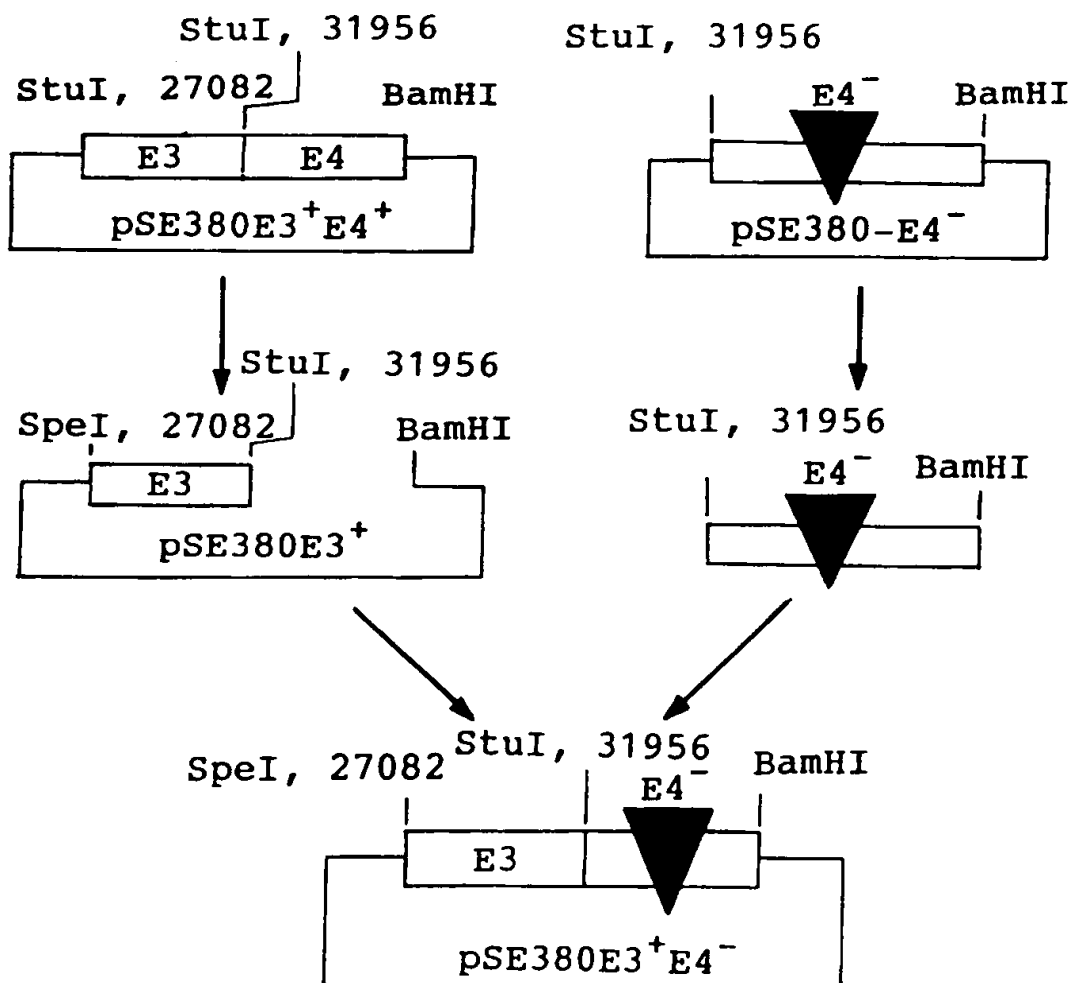 StuI, 31956
StuI, 27082
BamHI
E3
E4
pSE380E3⁺E4⁺
StuI, 31956
E4⁻
BamHI
pSE380-E4⁻
StuI, 31956
SpeI, 27082
BamHI
E3
pSE380E3⁺
StuI, 31956
E4⁻
BamHI
StuI, 31956
SpeI, 27082
E4⁻
BamHI
E3
pSE380E3⁺E4⁻